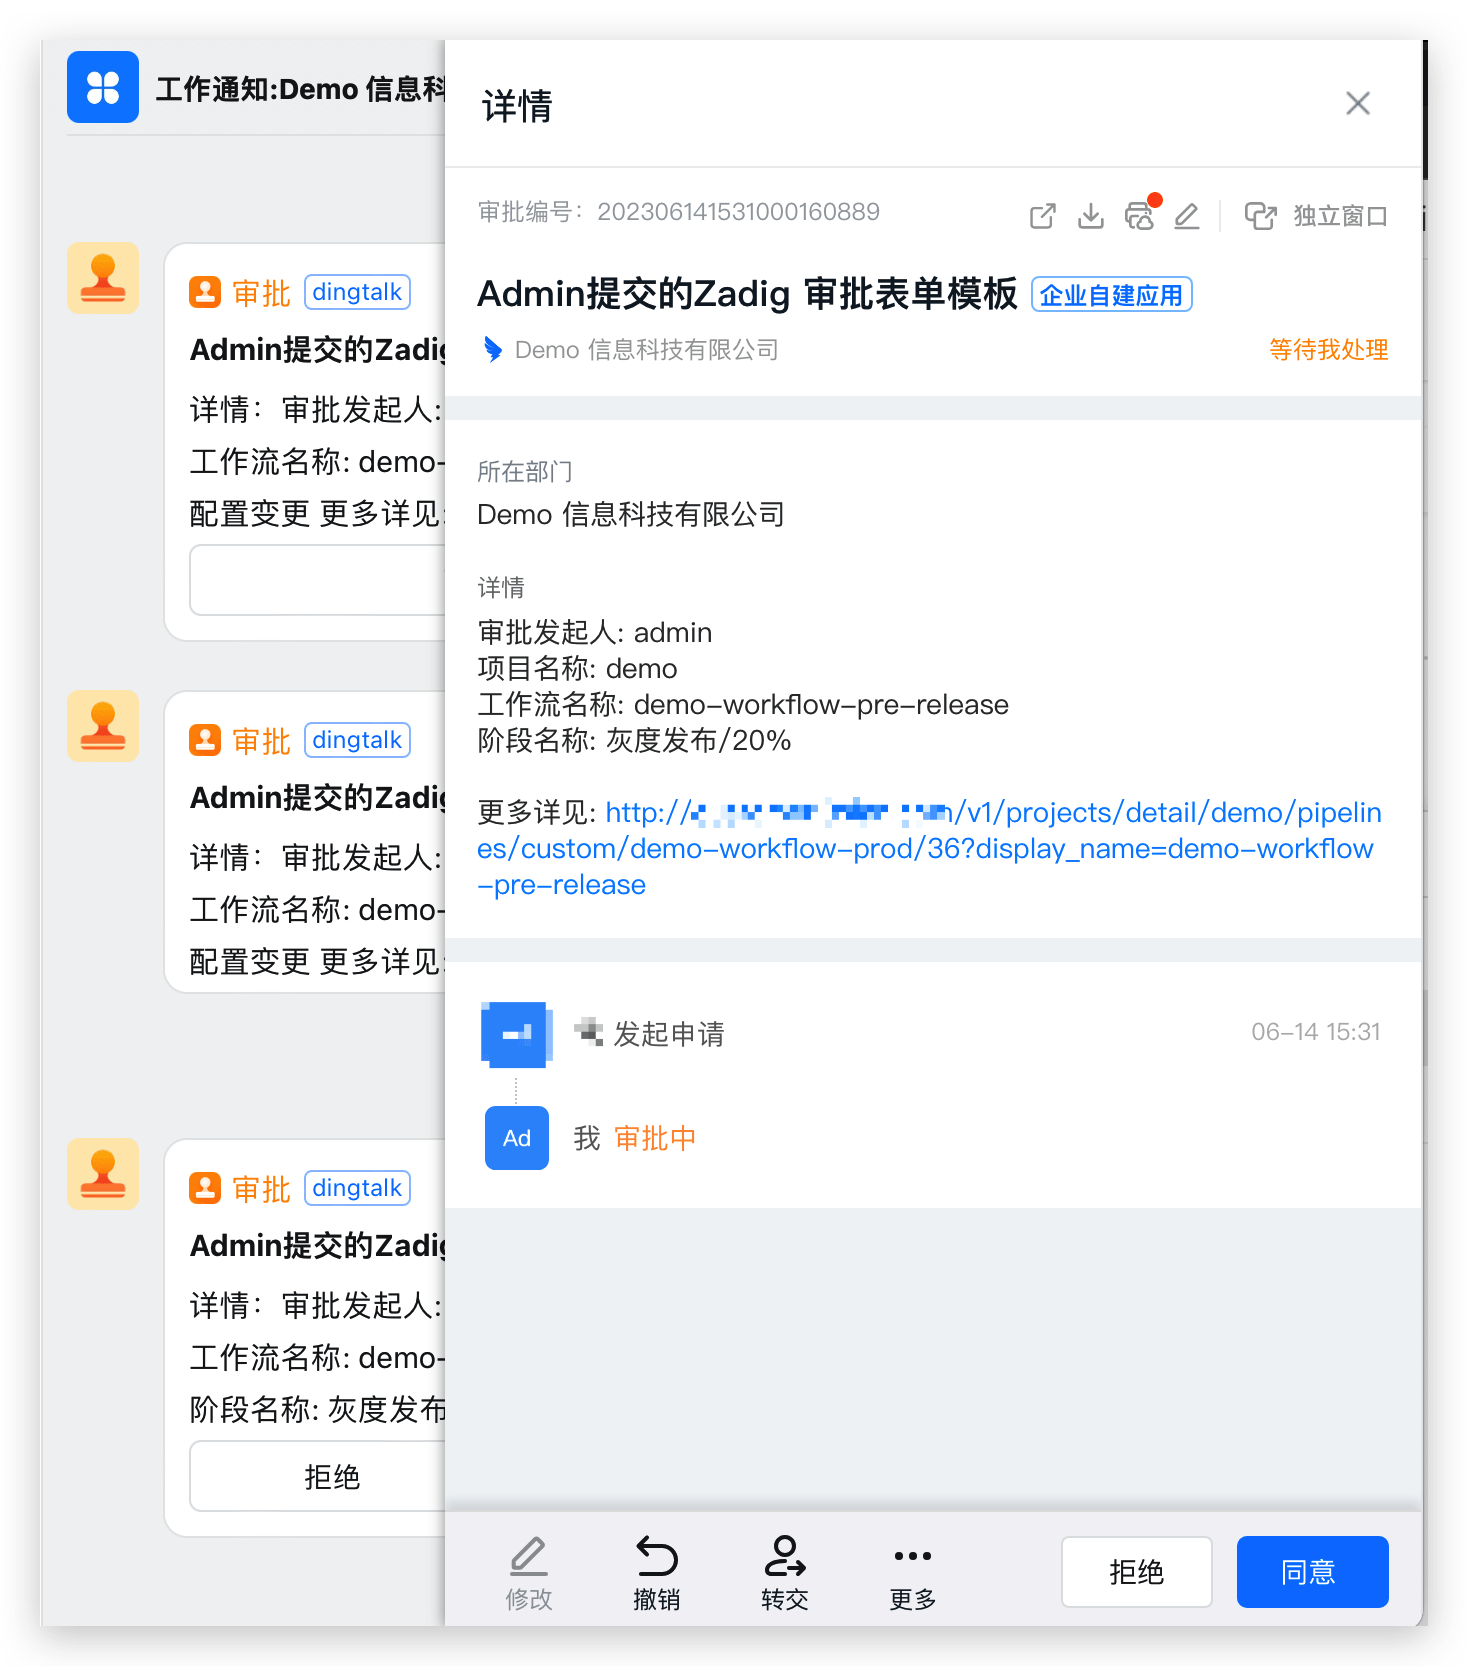 工作通知:Demo 信息科
审批 dingtalk
Admin提交的Zadig
详情：审批发起人:
工作流名称: demo-
配置变更 更多详见:
审批 dingtalk
Admin提交的Zadig
详情：审批发起人:
工作流名称: demo-
配置变更 更多详见:
审批 dingtalk
Admin提交的Zadig
详情：审批发起人:
工作流名称: demo-
阶段名称: 灰度发布
拒绝
详情
审批编号：202306141531000160889
独立窗口
Admin提交的Zadig 审批表单模板 企业自建应用
Demo 信息科技有限公司
等待我处理
所在部门
Demo 信息科技有限公司
详情
审批发起人: admin
项目名称: demo
工作流名称: demo-workflow-pre-release
阶段名称: 灰度发布/20%
更多详见: http://n/v1/projects/detail/demo/pipelin
es/custom/demo-workflow-prod/36?display_name=demo-workflow
-pre-release
发起申请 06-14 15:31
Ad 我 审批中
修改 撤销 转交 更多 拒绝 同意